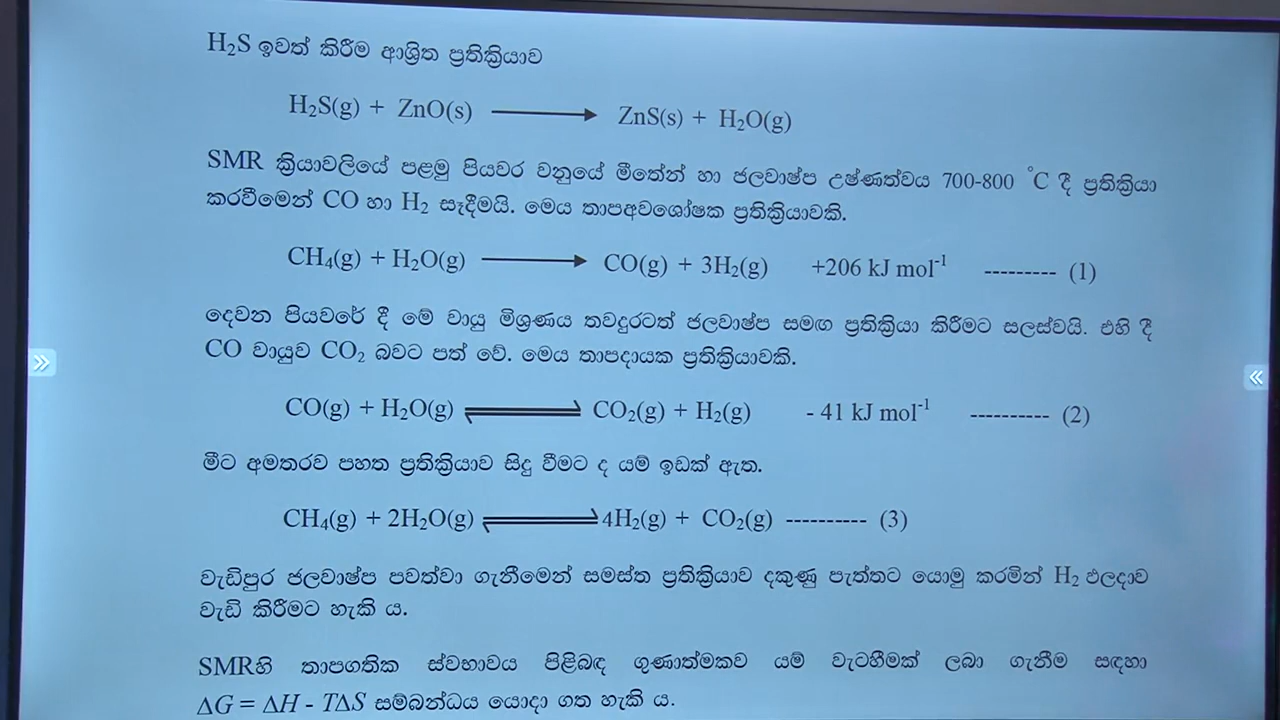 H₂S ඉවත් කිරීම ආශ්‍රිත ප්‍රතික්‍රියාව
H₂S(g) + ZnO(s) ⟶ ZnS(s) + H₂O(g)
SMR ක්‍රියාවලියේ පළමු පියවර වනුයේ මීතේන් හා ජලවාෂ්ප උෂ්ණත්වය 700-800 °C දී ප්‍රතික්‍රියා
කරවීමෙන් CO හා H₂ සෑදීමයි. මෙය තාපඅවශෝෂක ප්‍රතික්‍රියාවකි.
CH₄(g) + H₂O(g) ⟶ CO(g) + 3H₂(g) +206 kJ mol⁻¹ --------- (1)
දෙවන පියවරේ දී මේ වායු මිශ්‍රණය තවදුරටත් ජලවාෂ්ප සමඟ ප්‍රතික්‍රියා කිරීමට සලස්වයි. එහි දී
CO වායුව CO₂ බවට පත් වේ. මෙය තාපදායක ප්‍රතික්‍රියාවකි.
CO(g) + H₂O(g) ⇌ CO₂(g) + H₂(g) - 41 kJ mol⁻¹ ---------- (2)
මීට අමතරව පහත ප්‍රතික්‍රියාව සිදු වීමට ද යම් ඉඩක් ඇත.
CH₄(g) + 2H₂O(g) ⇌ 4H₂(g) + CO₂(g) ---------- (3)
වැඩිපුර ජලවාෂ්ප පවත්වා ගැනීමෙන් සමස්ත ප්‍රතික්‍රියාව දකුණු පැත්තට යොමු කරමින් H₂ ඵලදාව
වැඩි කිරීමට හැකි ය.
SMRහි තාපගතික ස්වභාවය පිළිබඳ ගුණාත්මකව යම් වැටහීමක් ලබා ගැනීම සඳහා
ΔG = ΔH - TΔS සම්බන්ධය යොදා ගත හැකි ය.